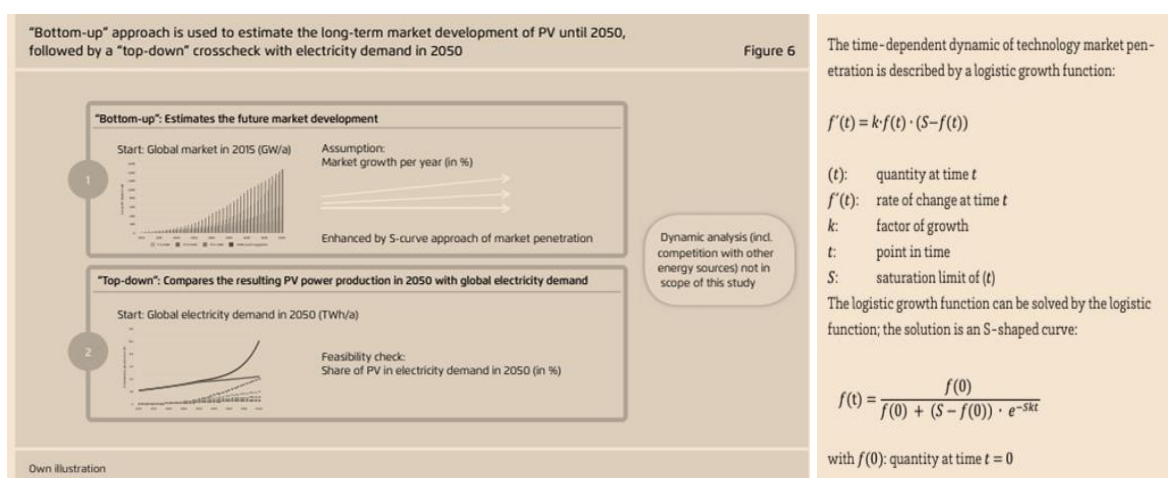 "Bottom-up" approach is used to estimate the long-term market development of PV until 2050,
followed by a "top-down" crosscheck with electricity demand in 2050
Figure 6
"Bottom-up": Estimates the future market development
Start: Global market in 2015 (GW/a)
Assumption:
Market growth per year (in %)
1
Enhanced by S-curve approach of market penetration
"Top-down": Compares the resulting PV power production in 2050 with global electricity demand
Start: Global electricity demand in 2050 (TWh/a)
2
Feasibility check:
Share of PV in electricity demand in 2050 (in %)
Dynamic analysis (incl.
competition with other
energy sources) not in
scope of this study
Own illustration
The time-dependent dynamic of technology market pen-
etration is described by a logistic growth function:
f'(t) = k·f(t) · (S–f(t))
(t): quantity at time t
f'(t): rate of change at time t
k: factor of growth
t: point in time
S: saturation limit of (t)
The logistic growth function can be solved by the logistic
function; the solution is an S-shaped curve:
f(t) = f(0) / f(0) + (S – f(0)) · e^–Skt
with f(0): quantity at time t = 0